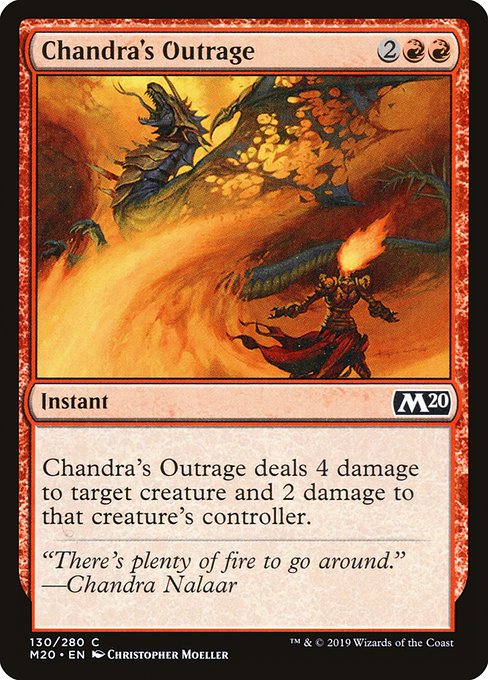 Chandra's Outrage 2
Instant M20
Chandra's Outrage deals 4 damage
to target creature and 2 damage to
that creature's controller.
“There's plenty of fire to go around.”
—Chandra Nalaar
130/280 C ™ & © 2019 Wizards of the Coast
M20 • EN Christopher Moeller